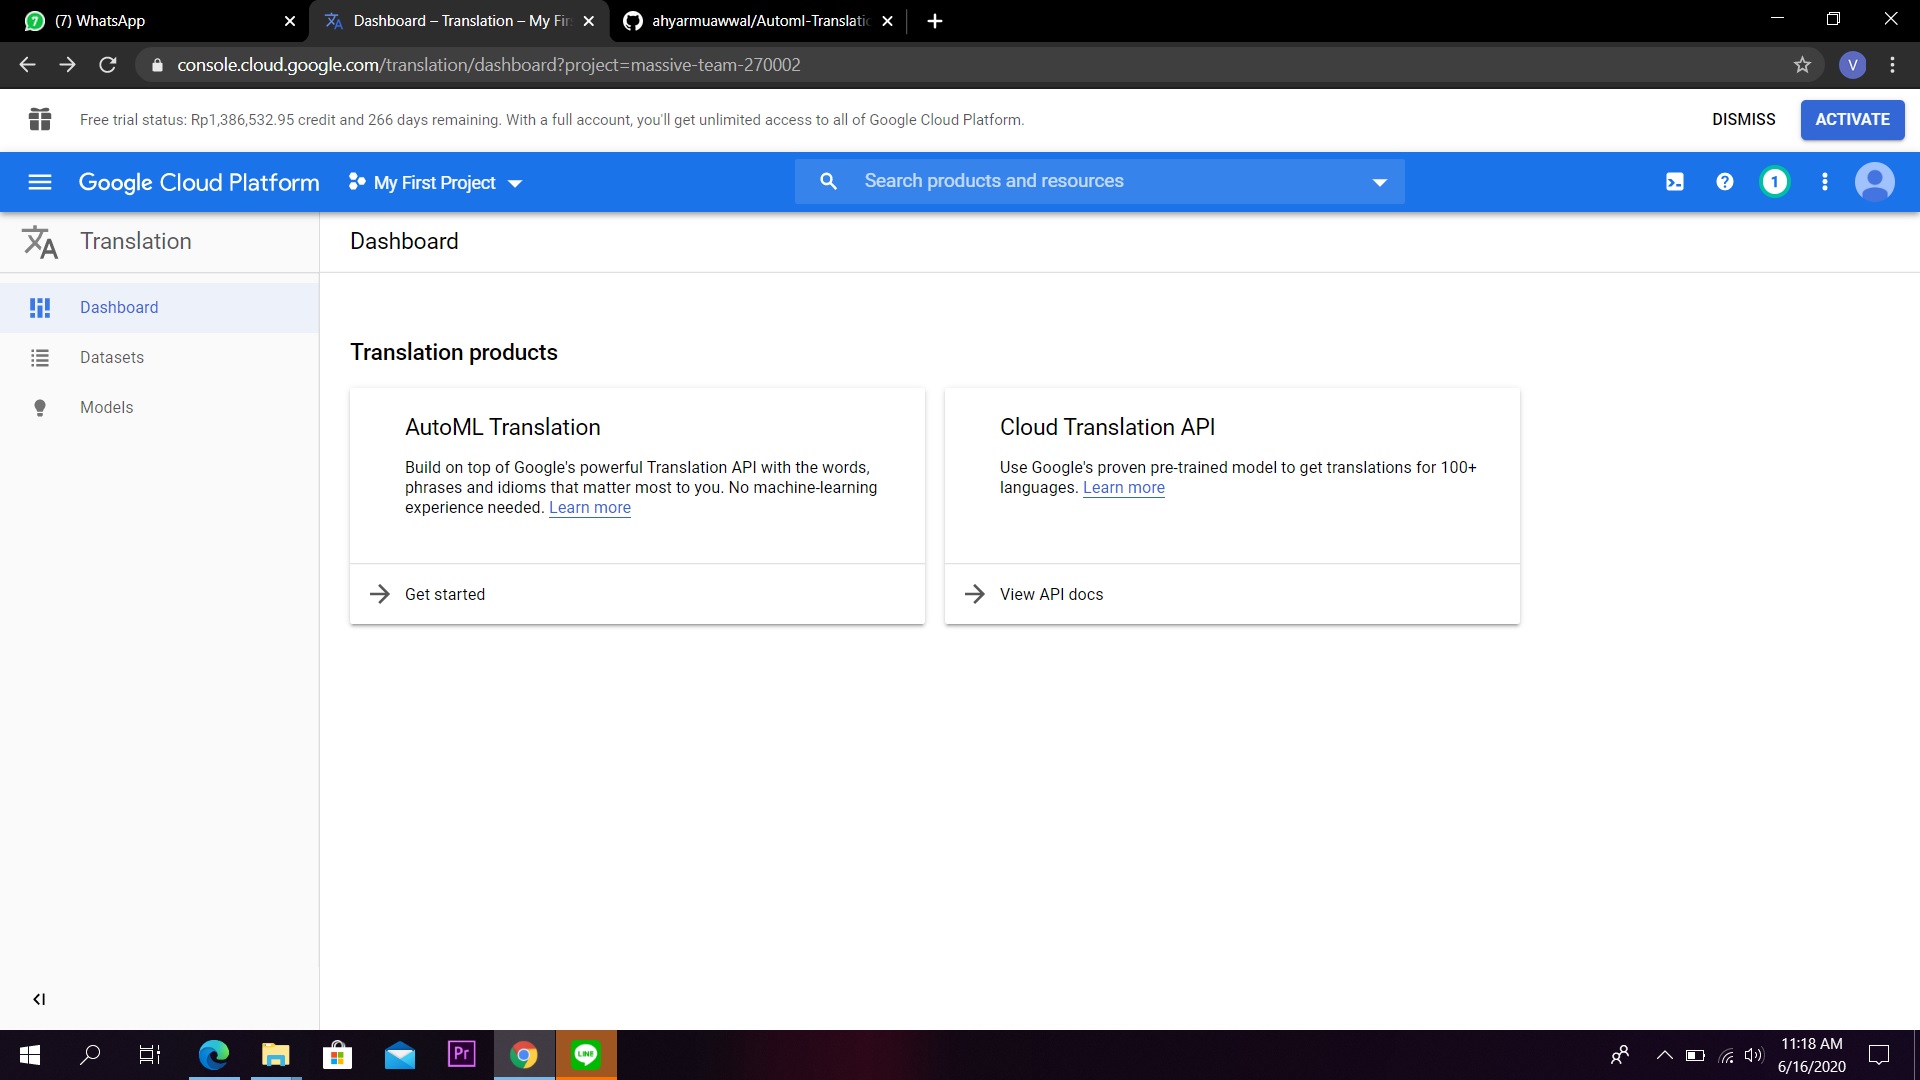 (7) WhatsApp
Dashboard – Translation – My Fir
ahyarmuawwal/Automl-Translatio
console.cloud.google.com/translation/dashboard?project=massive-team-270002
V
Free trial status: Rp1,386,532.95 credit and 266 days remaining. With a full account, you'll get unlimited access to all of Google Cloud Platform.
DISMISS
ACTIVATE
Google Cloud Platform
My First Project
Search products and resources
1
Translation
Dashboard
Dashboard
Datasets
Models
Translation products
AutoML Translation
Build on top of Google's powerful Translation API with the words,
phrases and idioms that matter most to you. No machine-learning
experience needed. Learn more
Get started
Cloud Translation API
Use Google's proven pre-trained model to get translations for 100+
languages. Learn more
View API docs
Pr
LINE
11:18 AM
6/16/2020